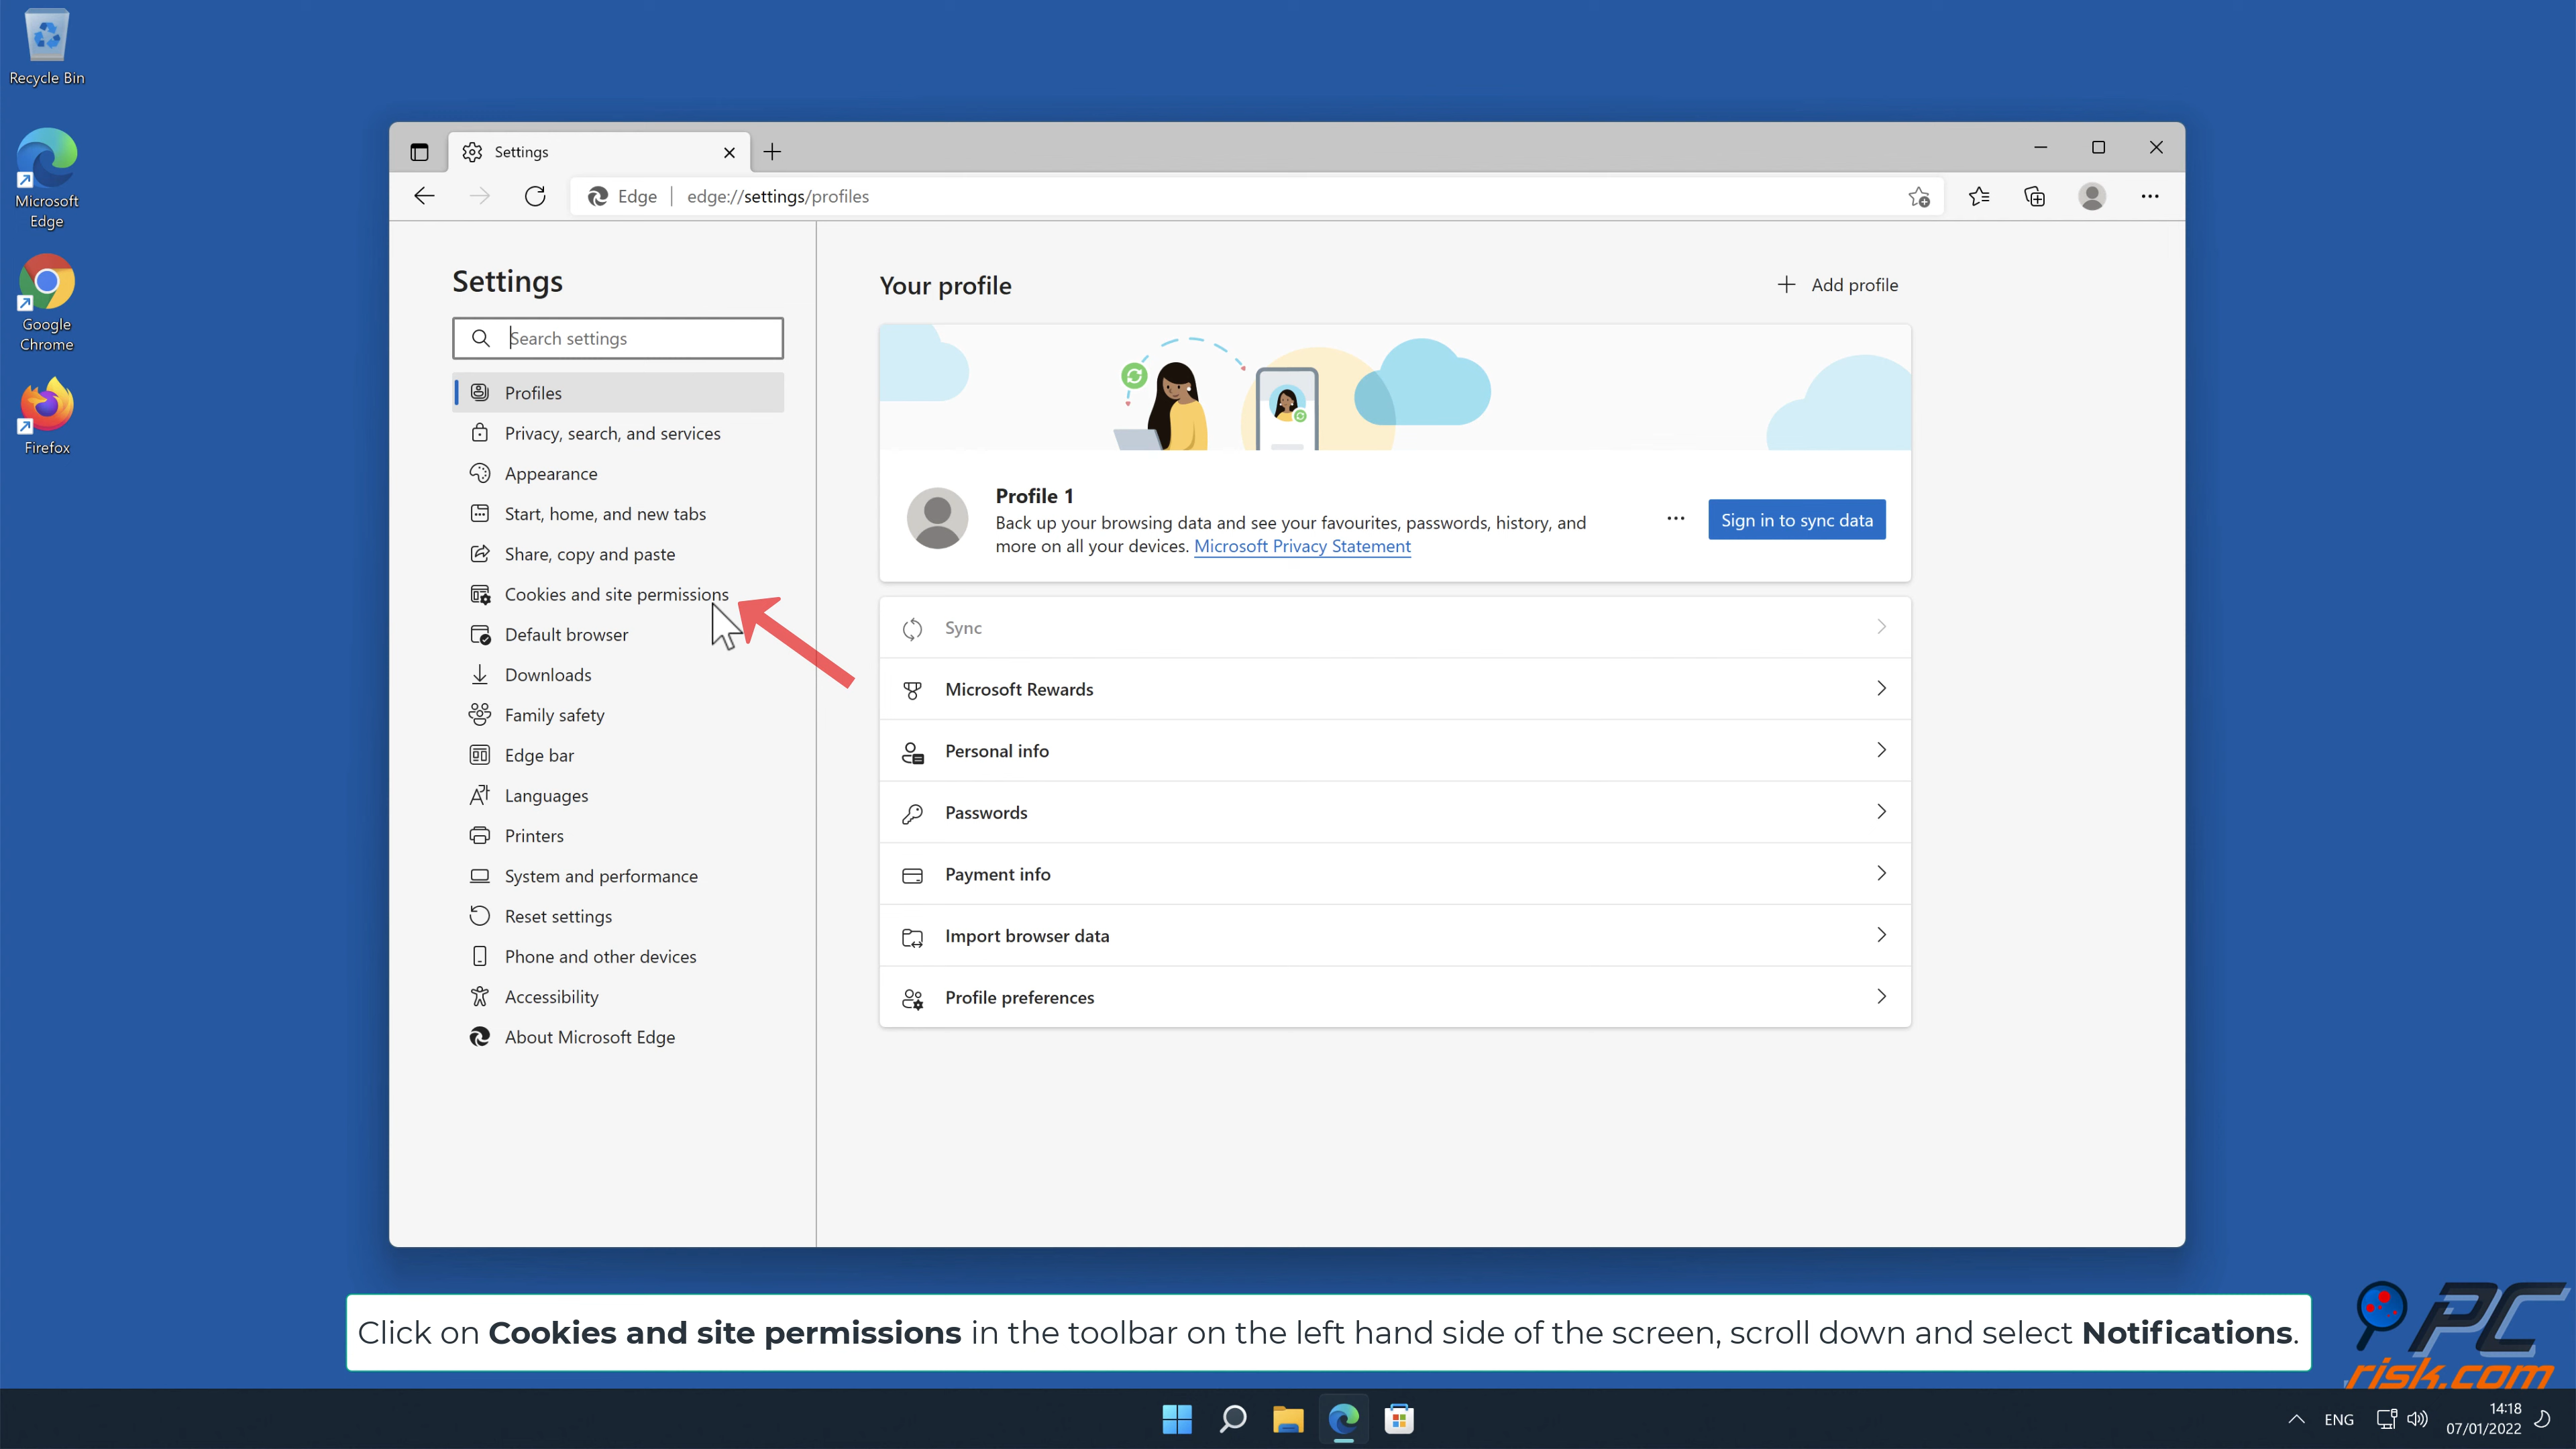 Recycle Bin
Microsoft
Edge
Google
Chrome
Firefox
Settings
Edge | edge://settings/profiles
Settings
Search settings
Profiles
Privacy, search, and services
Appearance
Start, home, and new tabs
Share, copy and paste
Cookies and site permissions
Default browser
Downloads
Family safety
Edge bar
Languages
Printers
System and performance
Reset settings
Phone and other devices
Accessibility
About Microsoft Edge
Your profile
Add profile
Profile 1
Back up your browsing data and see your favourites, passwords, history, and
more on all your devices. Microsoft Privacy Statement
Sign in to sync data
Sync
Microsoft Rewards
Personal info
Passwords
Payment info
Import browser data
Profile preferences
Click on Cookies and site permissions in the toolbar on the left hand side of the screen, scroll down and select Notifications.
PC
risk.com
ENG
14:18
07/01/2022